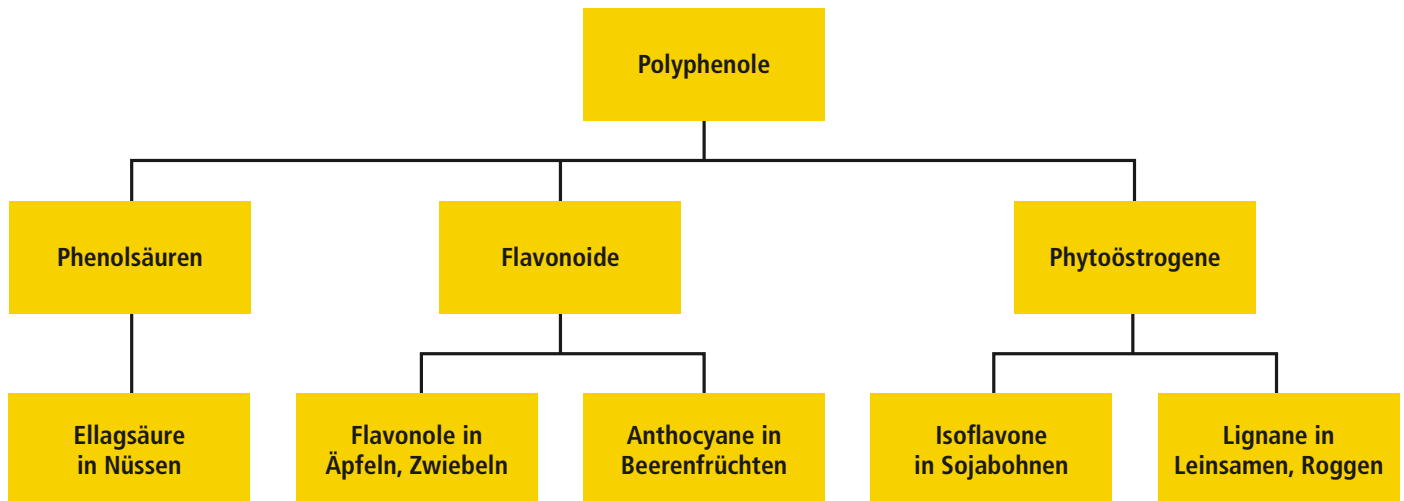 Polyphenole
Phenolsäuren
Flavonoide
Phytoöstrogene
Ellagsäure
in Nüssen
Flavonole in
Äpfeln, Zwiebeln
Anthocyane in
Beerenfrüchten
Isoflavone
in Sojabohnen
Lignane in
Leinsamen, Roggen